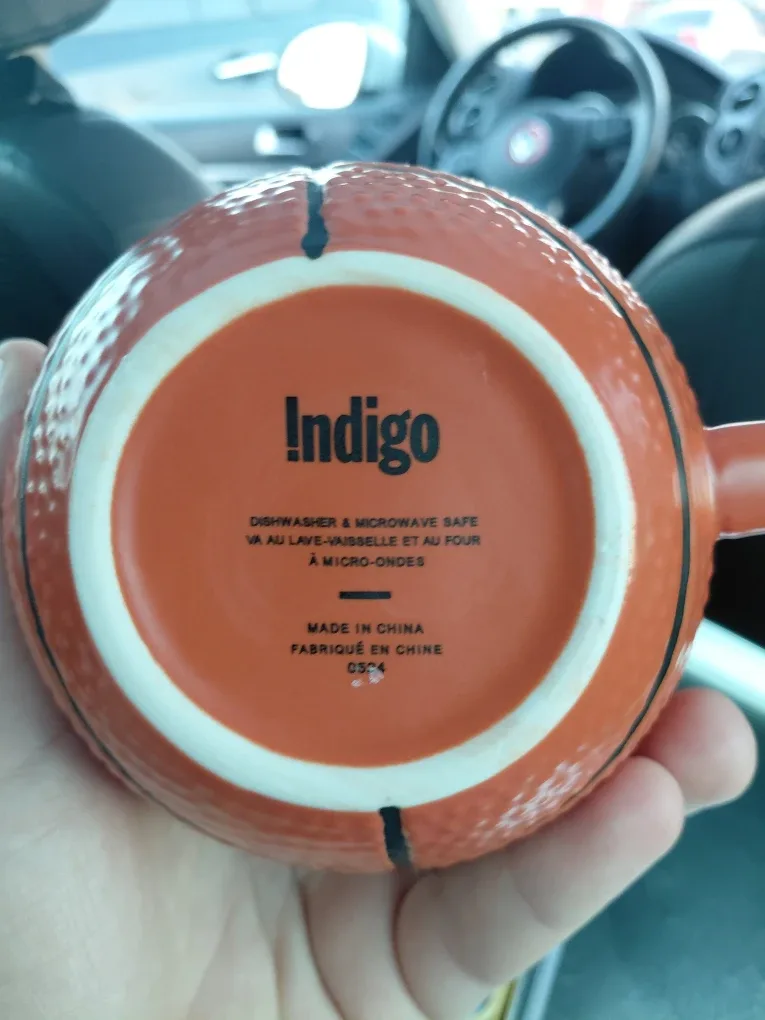 !ndigo
DISHWASHER & MICROWAVE SAFE
VA AU LAVE-VAISSELLE ET AU FOUR
À MICRO-ONDES
MADE IN CHINA
FABRIQUÉ EN CHINE